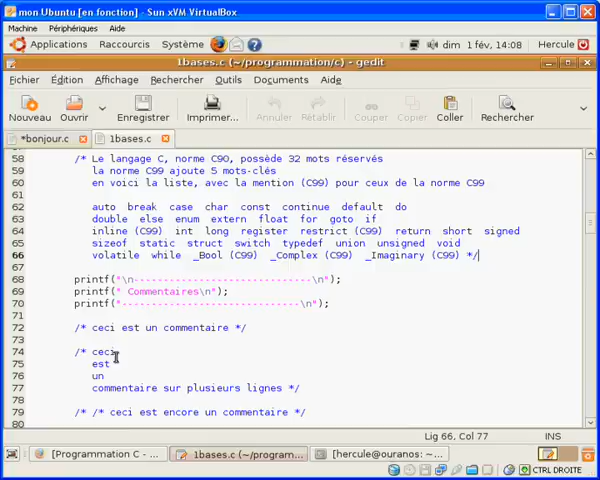 mon Ubuntu [en fonction] - Sun xVM VirtualBox
Machine Périphériques Aide
Applications Raccourcis Système dim 1 fév, 14:08 Hercule
1bases.c (~/programmation/c) - gedit
Fichier Édition Affichage Rechercher Outils Documents Aide
Nouveau Ouvrir Enregistrer Imprimer... Annuler Rétablir Couper Copier Coller Rechercher
*bonjour.c 1bases.c
58 /* Le langage C, norme C90, possède 32 mots réservés
59 la norme C99 ajoute 5 mots-clés
60 en voici la liste, avec la mention (C99) pour ceux de la norme C99
61
62 auto break case char const continue default do
63 double else enum extern float for goto if
64 inline (C99) int long register restrict (C99) return short signed
65 sizeof static struct switch typedef union unsigned void
66 volatile while _Bool (C99) _Complex (C99) _Imaginary (C99) */
67
68 printf("\n-----------------------------\n");
69 printf(" Commentaires\n");
70 printf("-----------------------------\n");
71
72 /* ceci est un commentaire */
73
74 /* ceci
75 est
76 un
77 commentaire sur plusieurs lignes */
78
79 /* /* ceci est encore un commentaire */
80
Lig 66, Col 77 INS
[Programmation C - ... 1bases.c (~/program... [hercule@ouranos: ~...
CTRL DROITE